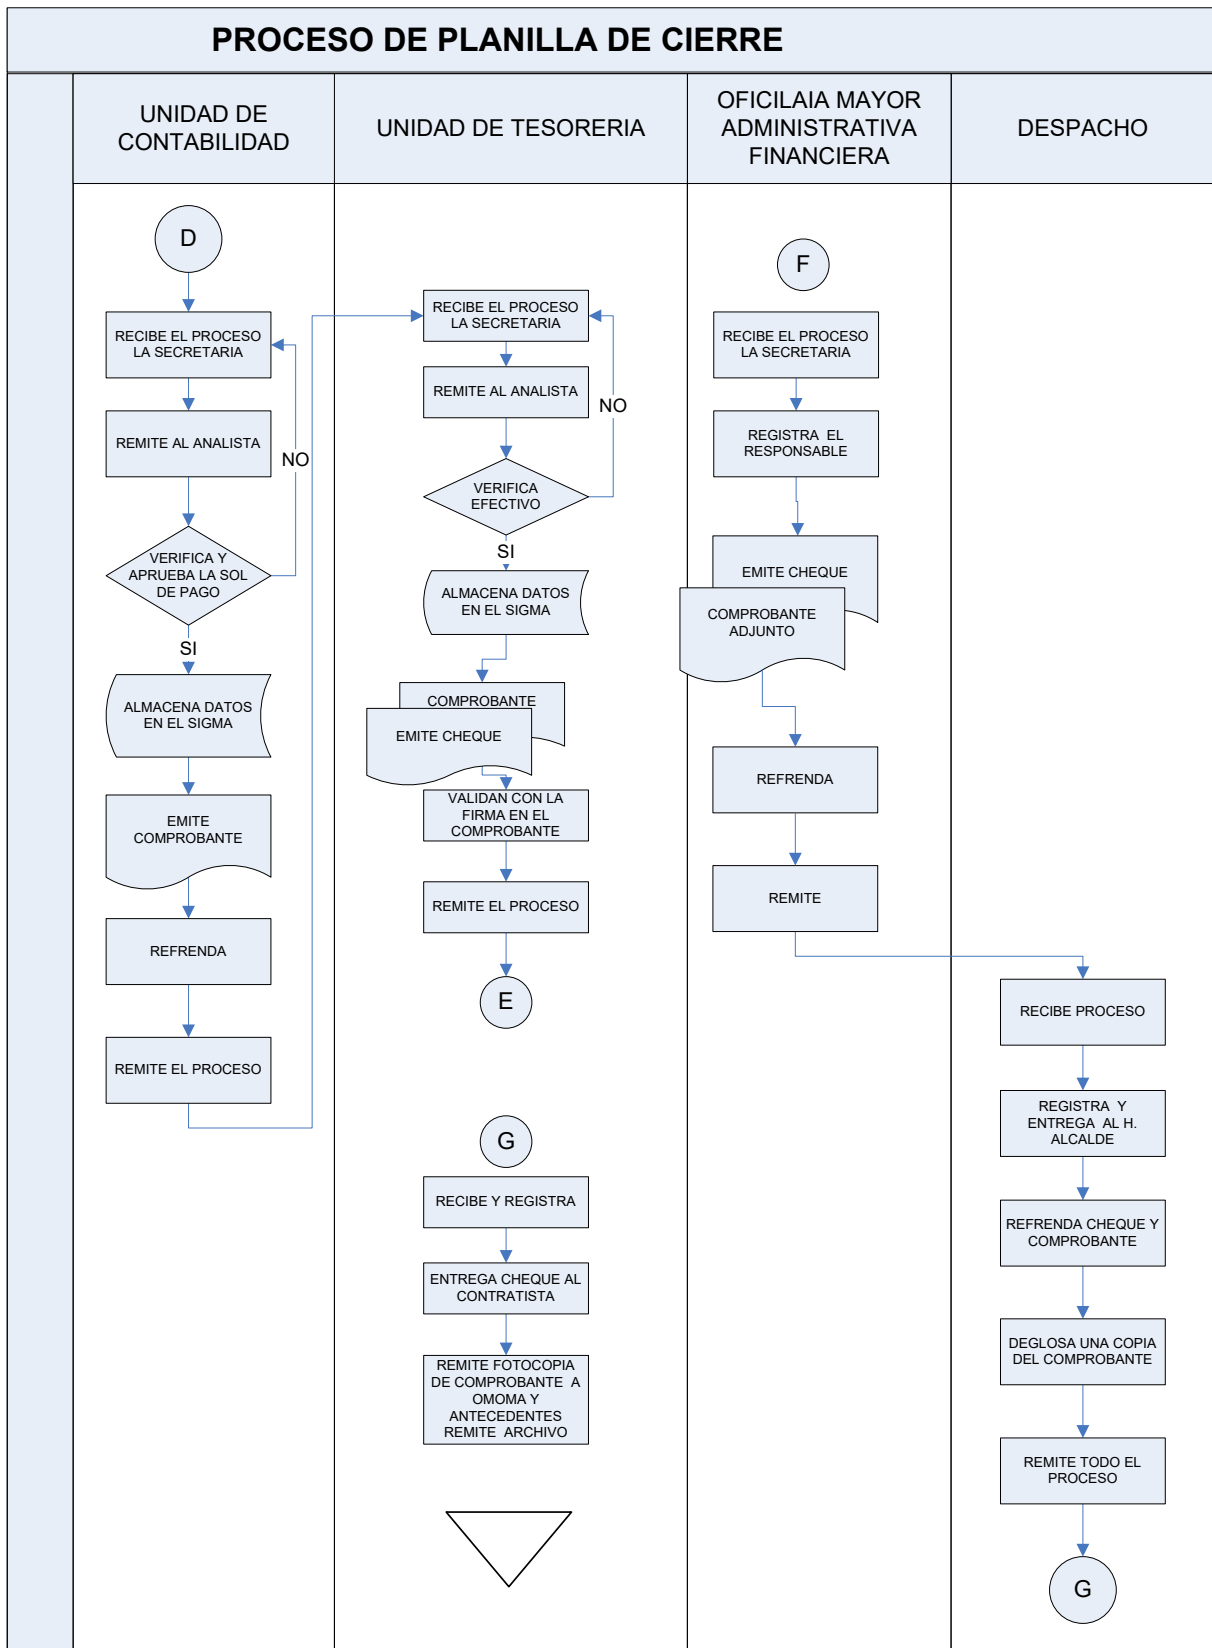 PROCESO DE PLANILLA DE CIERRE
UNIDAD DE
CONTABILIDAD
UNIDAD DE TESORERIA
OFICILAIA MAYOR
ADMINISTRATIVA
FINANCIERA
DESPACHO
D
RECIBE EL PROCESO
LA SECRETARIA
REMITE AL ANALISTA
NO
VERIFICA Y
APRUEBA LA SOL
DE PAGO
SI
ALMACENA DATOS
EN EL SIGMA
EMITE
COMPROBANTE
REFRENDA
REMITE EL PROCESO
RECIBE EL PROCESO
LA SECRETARIA
REMITE AL ANALISTA
NO
VERIFICA
EFECTIVO
SI
ALMACENA DATOS
EN EL SIGMA
COMPROBANTE
EMITE CHEQUE
VALIDAN CON LA
FIRMA EN EL
COMPROBANTE
REMITE EL PROCESO
E
G
RECIBE Y REGISTRA
ENTREGA CHEQUE AL
CONTRATISTA
REMITE FOTOCOPIA
DE COMPROBANTE A
OMOMA Y
ANTECEDENTES
REMITE ARCHIVO
F
RECIBE EL PROCESO
LA SECRETARIA
REGISTRA EL
RESPONSABLE
EMITE CHEQUE
COMPROBANTE
ADJUNTO
REFRENDA
REMITE
RECIBE PROCESO
REGISTRA Y
ENTREGA AL H.
ALCALDE
REFRENDA CHEQUE Y
COMPROBANTE
DEGLOSA UNA COPIA
DEL COMPROBANTE
REMITE TODO EL
PROCESO
G